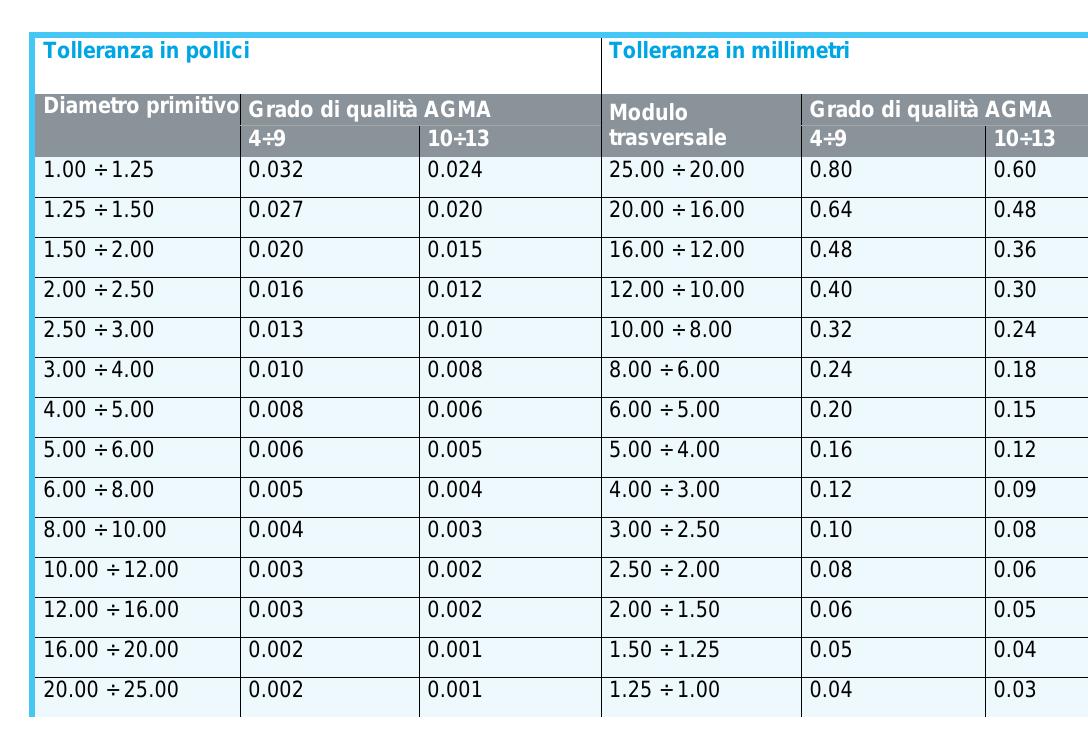 Tolleranza in pollici Tolleranza in millimetri
Diametro primitivo Grado di qualità AGMA Modulo trasversale Grado di qualità AGMA
4÷9 10÷13 4÷9 10÷13
1.00 ÷ 1.25 0.032 0.024 25.00 ÷ 20.00 0.80 0.60
1.25 ÷ 1.50 0.027 0.020 20.00 ÷ 16.00 0.64 0.48
1.50 ÷ 2.00 0.020 0.015 16.00 ÷ 12.00 0.48 0.36
2.00 ÷ 2.50 0.016 0.012 12.00 ÷ 10.00 0.40 0.30
2.50 ÷ 3.00 0.013 0.010 10.00 ÷ 8.00 0.32 0.24
3.00 ÷ 4.00 0.010 0.008 8.00 ÷ 6.00 0.24 0.18
4.00 ÷ 5.00 0.008 0.006 6.00 ÷ 5.00 0.20 0.15
5.00 ÷ 6.00 0.006 0.005 5.00 ÷ 4.00 0.16 0.12
6.00 ÷ 8.00 0.005 0.004 4.00 ÷ 3.00 0.12 0.09
8.00 ÷ 10.00 0.004 0.003 3.00 ÷ 2.50 0.10 0.08
10.00 ÷ 12.00 0.003 0.002 2.50 ÷ 2.00 0.08 0.06
12.00 ÷ 16.00 0.003 0.002 2.00 ÷ 1.50 0.06 0.05
16.00 ÷ 20.00 0.002 0.001 1.50 ÷ 1.25 0.05 0.04
20.00 ÷ 25.00 0.002 0.001 1.25 ÷ 1.00 0.04 0.03